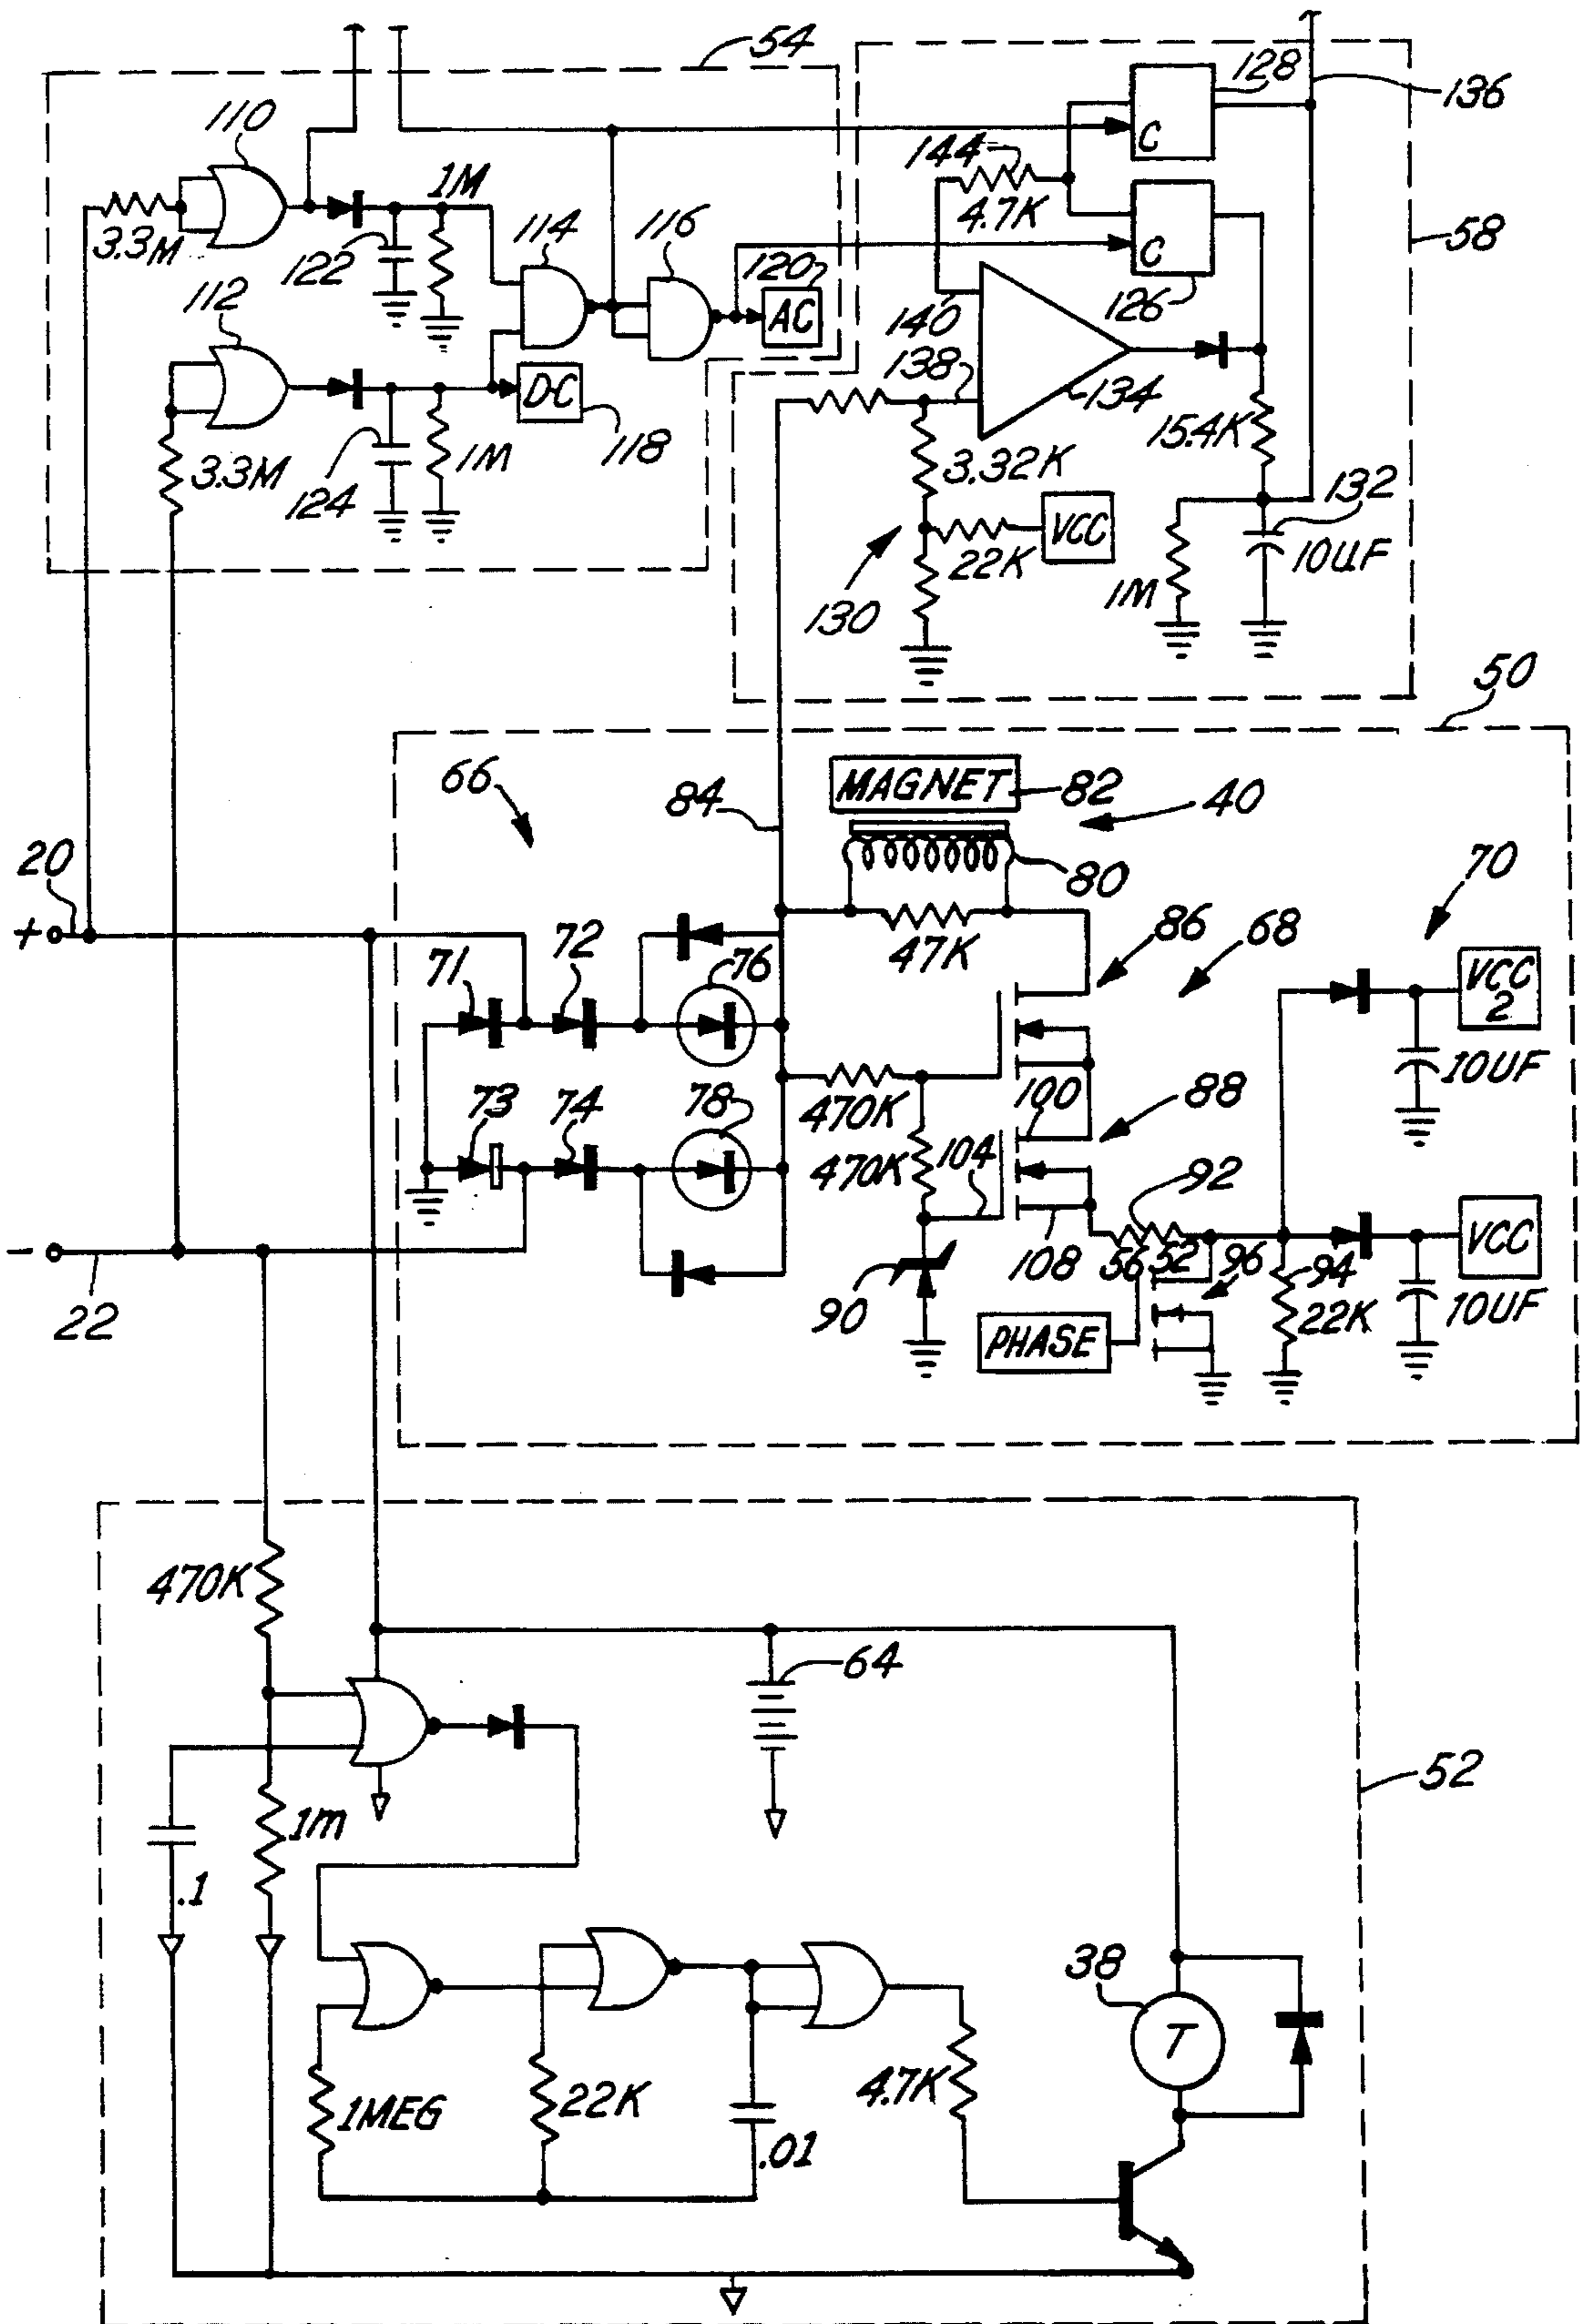 54
128
136
110
144
C
1M
3.3M
4.7K
114
116
58
122
120
C
112
AC
140
126
138
DC
134
15.4K
3.3M
1M
118
3.32K
132
124
VCC
22K
10UF
130
1M
50
66
MAGNET
82
84
40
20
80
70
+
86
68
71
72
76
47K
VCC
2
10UF
73
74
78
470K
100
88
470K
104
92
VCC
-
108
56
52
96
94
22
90
22K
10UF
PHASE
470K
64
52
1m
.1
38
T
4.7K
1MEG
22K
.01